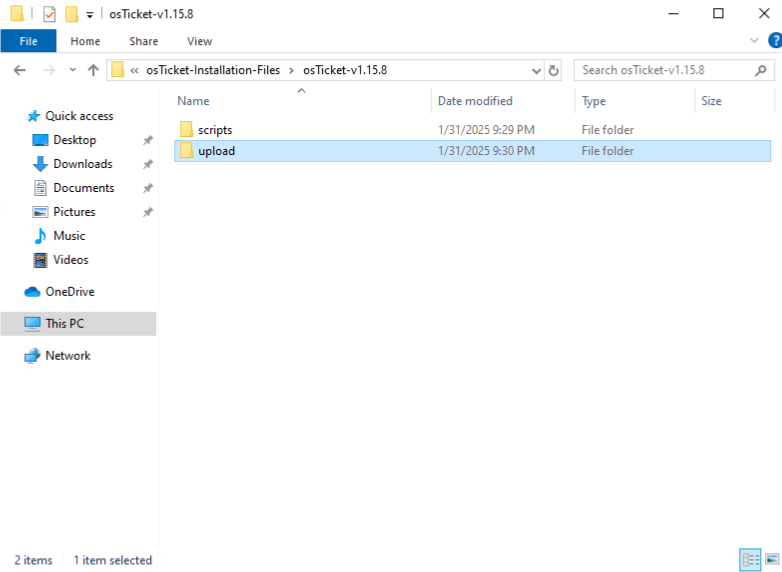 osTicket-v1.15.8
File Home Share View
?
« osTicket-Installation-Files > osTicket-v1.15.8
Search osTicket-v1.15.8
Name Date modified Type Size
scripts 1/31/2025 9:29 PM File folder
upload 1/31/2025 9:30 PM File folder
Quick access
Desktop
Downloads
Documents
Pictures
Music
Videos
OneDrive
This PC
Network
2 items 1 item selected